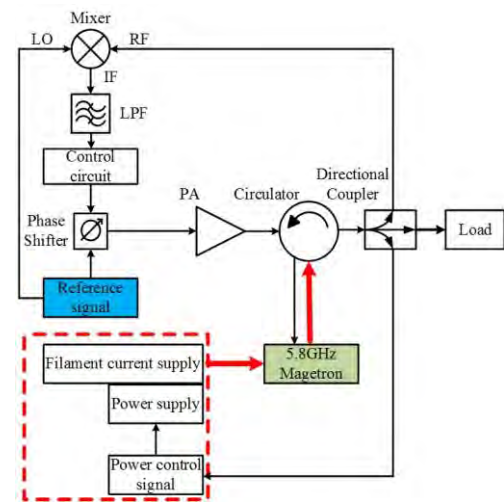 Mixer
LO
RF
IF
LPF
Control
circuit
Directional
Coupler
PA
Circulator
Phase
Shifter
Load
Reference
signal
Filament current supply
5.8GHz
Magetron
Power supply
Power control
signal